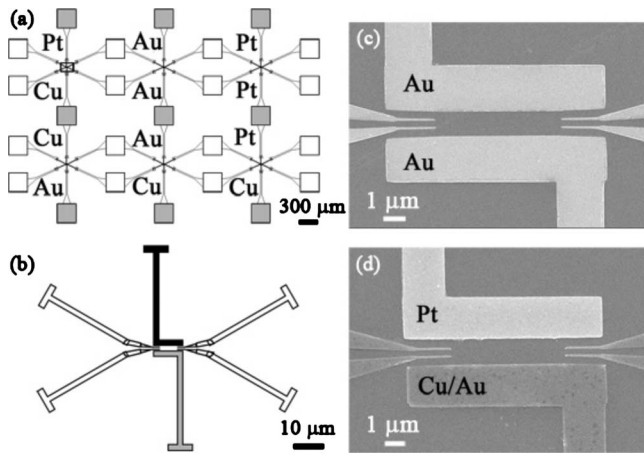 (a)
Pt Au Au
Cu Au Pt Pt
Cu Au Pt
Au Cu Cu
300 μm
(b)
10 μm
(c)
Au
Au
1 μm
(d)
Pt
Cu/Au
1 μm